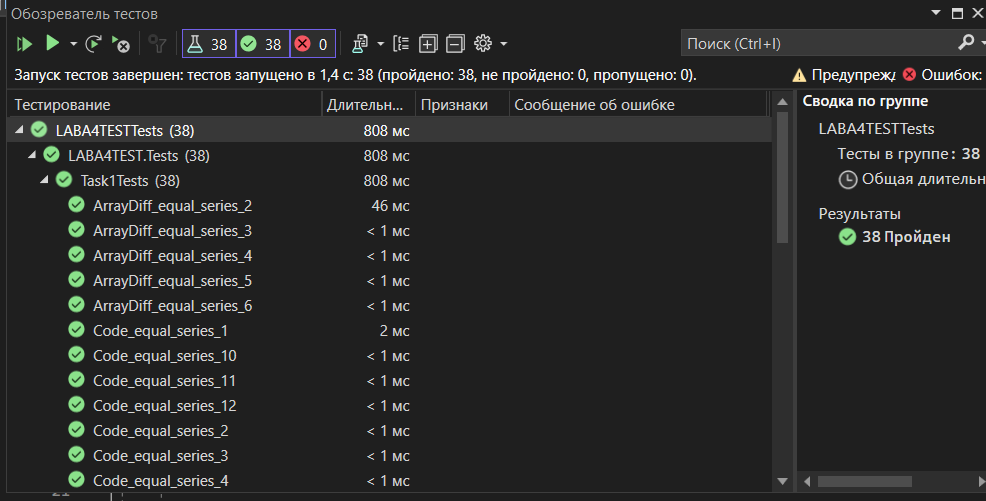 Обозреватель тестов
38 38 0
Поиск (Ctrl+I)
Запуск тестов завершен: тестов запущено в 1,4 с: 38 (пройдено: 38, не пройдено: 0, пропущено: 0).
Предупрежд Ошибок:
Тестирование Длительн... Признаки Сообщение об ошибке
LABA4TESTTests (38) 808 мс
LABA4TEST.Tests (38) 808 мс
Task1Tests (38) 808 мс
ArrayDiff_equal_series_2 46 мс
ArrayDiff_equal_series_3 < 1 мс
ArrayDiff_equal_series_4 < 1 мс
ArrayDiff_equal_series_5 < 1 мс
ArrayDiff_equal_series_6 < 1 мс
Code_equal_series_1 2 мс
Code_equal_series_10 < 1 мс
Code_equal_series_11 < 1 мс
Code_equal_series_12 < 1 мс
Code_equal_series_2 < 1 мс
Code_equal_series_3 < 1 мс
Code_equal_series_4 < 1 мс
Сводка по группе
LABA4TESTTests
Тесты в группе: 38
Общая длительн
Результаты
38 Пройден